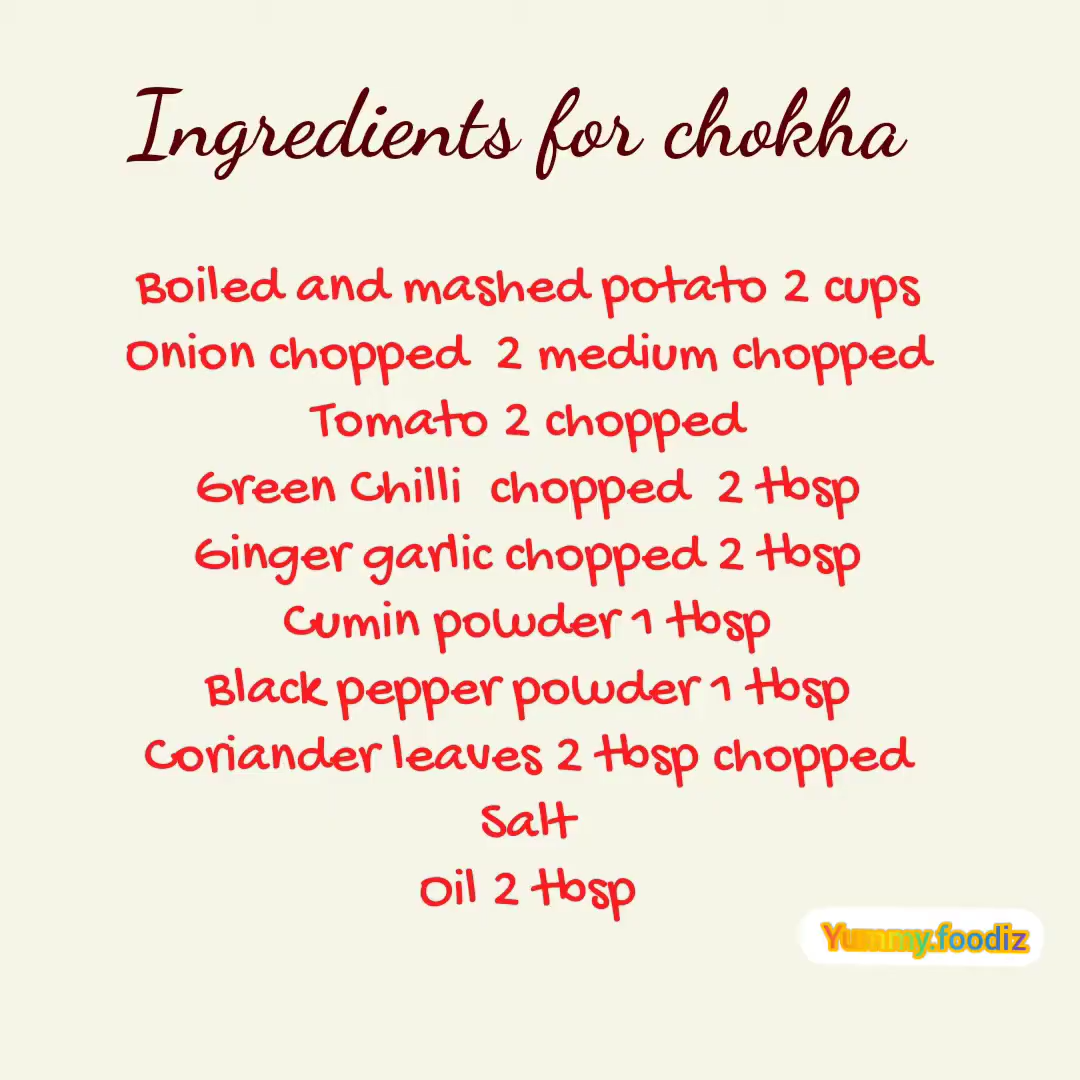 Ingredients for chokha
Boiled and mashed potato 2 cups
Onion chopped 2 medium chopped
Tomato 2 chopped
Green Chilli chopped 2 tbsp
Ginger garlic chopped 2 tbsp
Cumin powder 1 tbsp
Black pepper powder 1 tbsp
Coriander leaves 2 tbsp chopped
Salt
Oil 2 tbsp
Yummy.foodiz